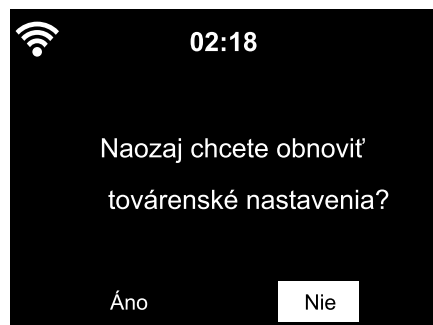 02:18
Naozaj chcete obnoviť
továrenské nastavenia?
Áno Nie